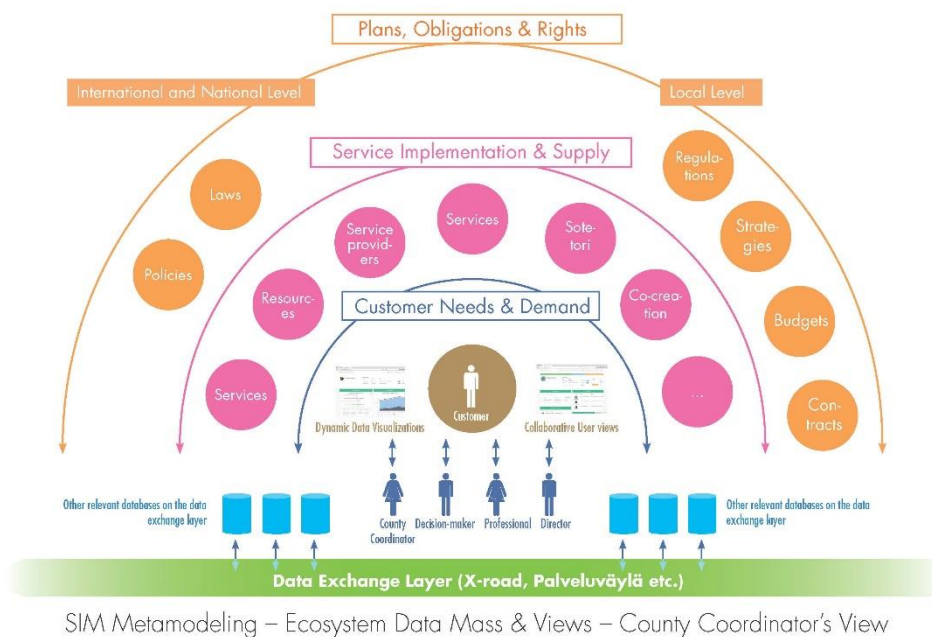 Plans, Obligations & Rights
International and National Level
Local Level
Service Implementation & Supply
Laws
Policies
Regula-
tions
Strate-
gies
Budgets
Con-
tracts
Services
Resourc-
es
Service
provid-
ers
Services
Sote-
tori
Co-crea-
tion
...
Customer Needs & Demand
Customer
Dynamic Data Visualizations
Collaborative User views
County
Coordinator
Decision-maker
Professional
Director
Other relevant databases on the data
exchange layer
Other relevant databases on the data
exchange layer
Data Exchange Layer (X-road, Palveluväylä etc.)
SIM Metamodeling – Ecosystem Data Mass & Views – County Coordinator's View